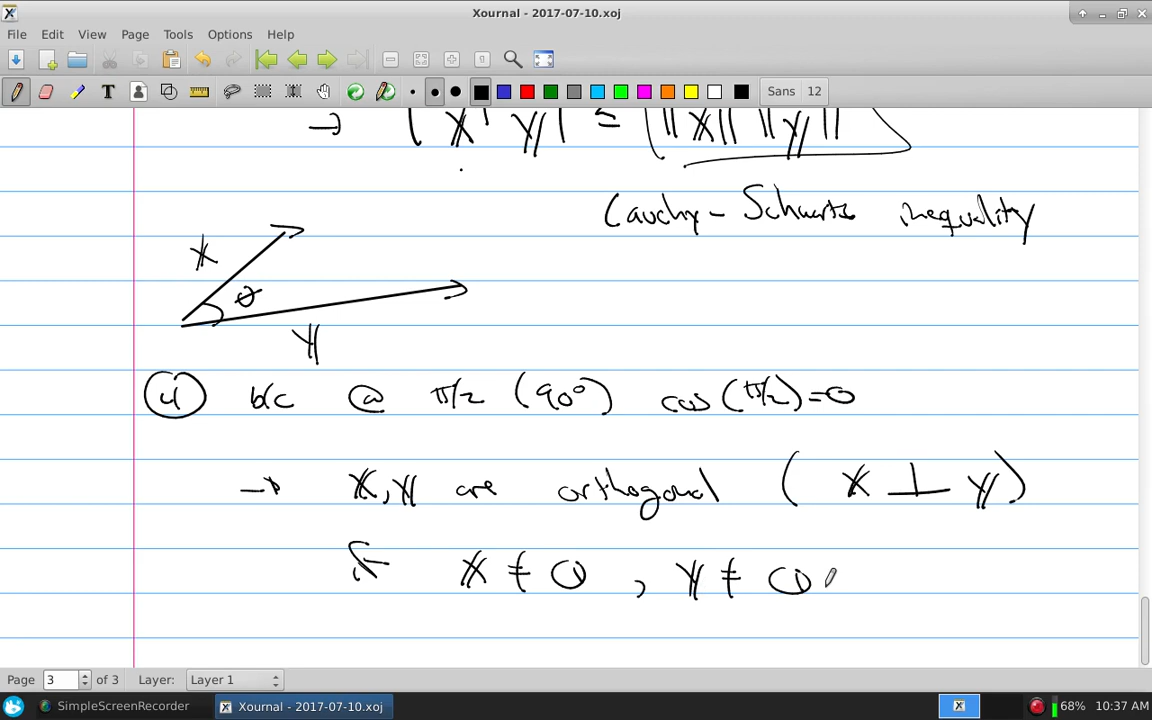 Xournal - 2017-07-10.xoj
File Edit View Page Tools Options Help
Sans 12
→ |X' Y| ≤ ||X|| ||Y||
Cauchy - Schwartz inequality
X
θ
Y
4 b/c @ π/2 (90°) cos(π/2)=0
→ X, Y are orthogonal (X ⊥ Y)
if X ≠ 0, Y ≠ 0
Page 3 of 3 Layer: Layer 1
SimpleScreenRecorder Xournal - 2017-07-10.xoj 68% 10:37 AM